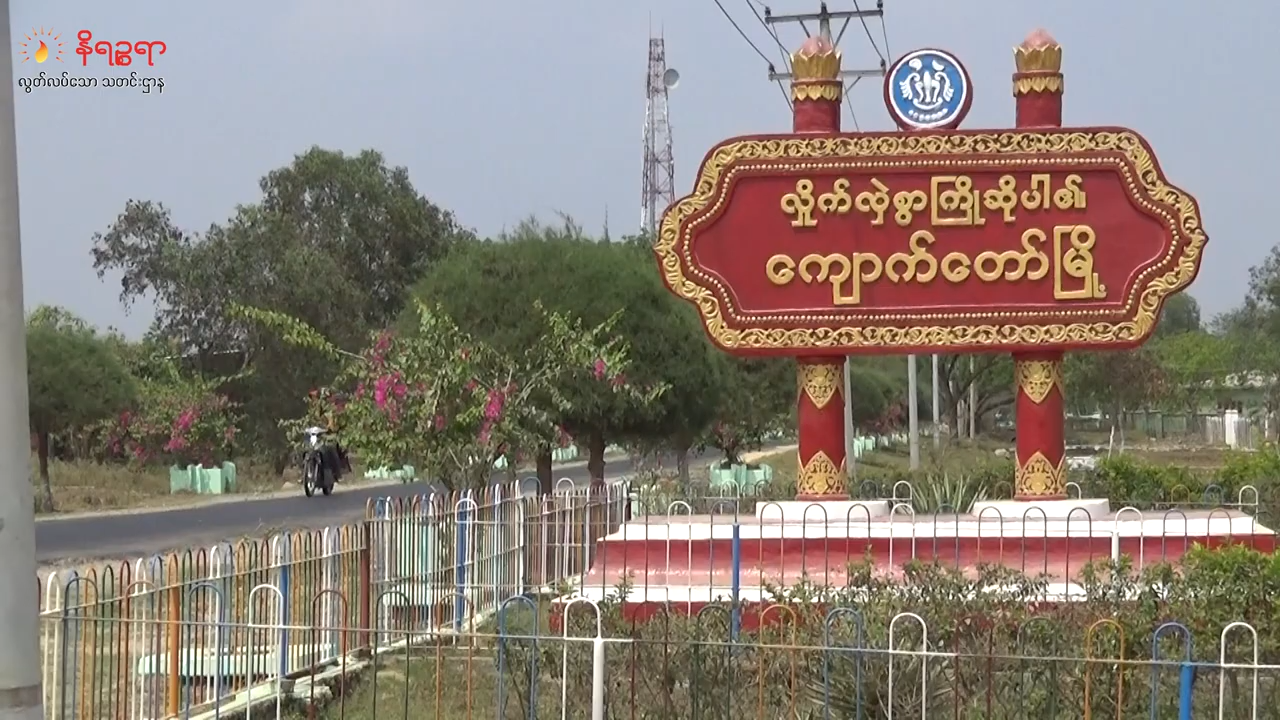 နိရဉ္စရာ
လွတ်လပ်သော သတင်းဌာန
လှိုက်လှဲစွာကြိုဆိုပါ၏
ကျောက်တော်မြို့